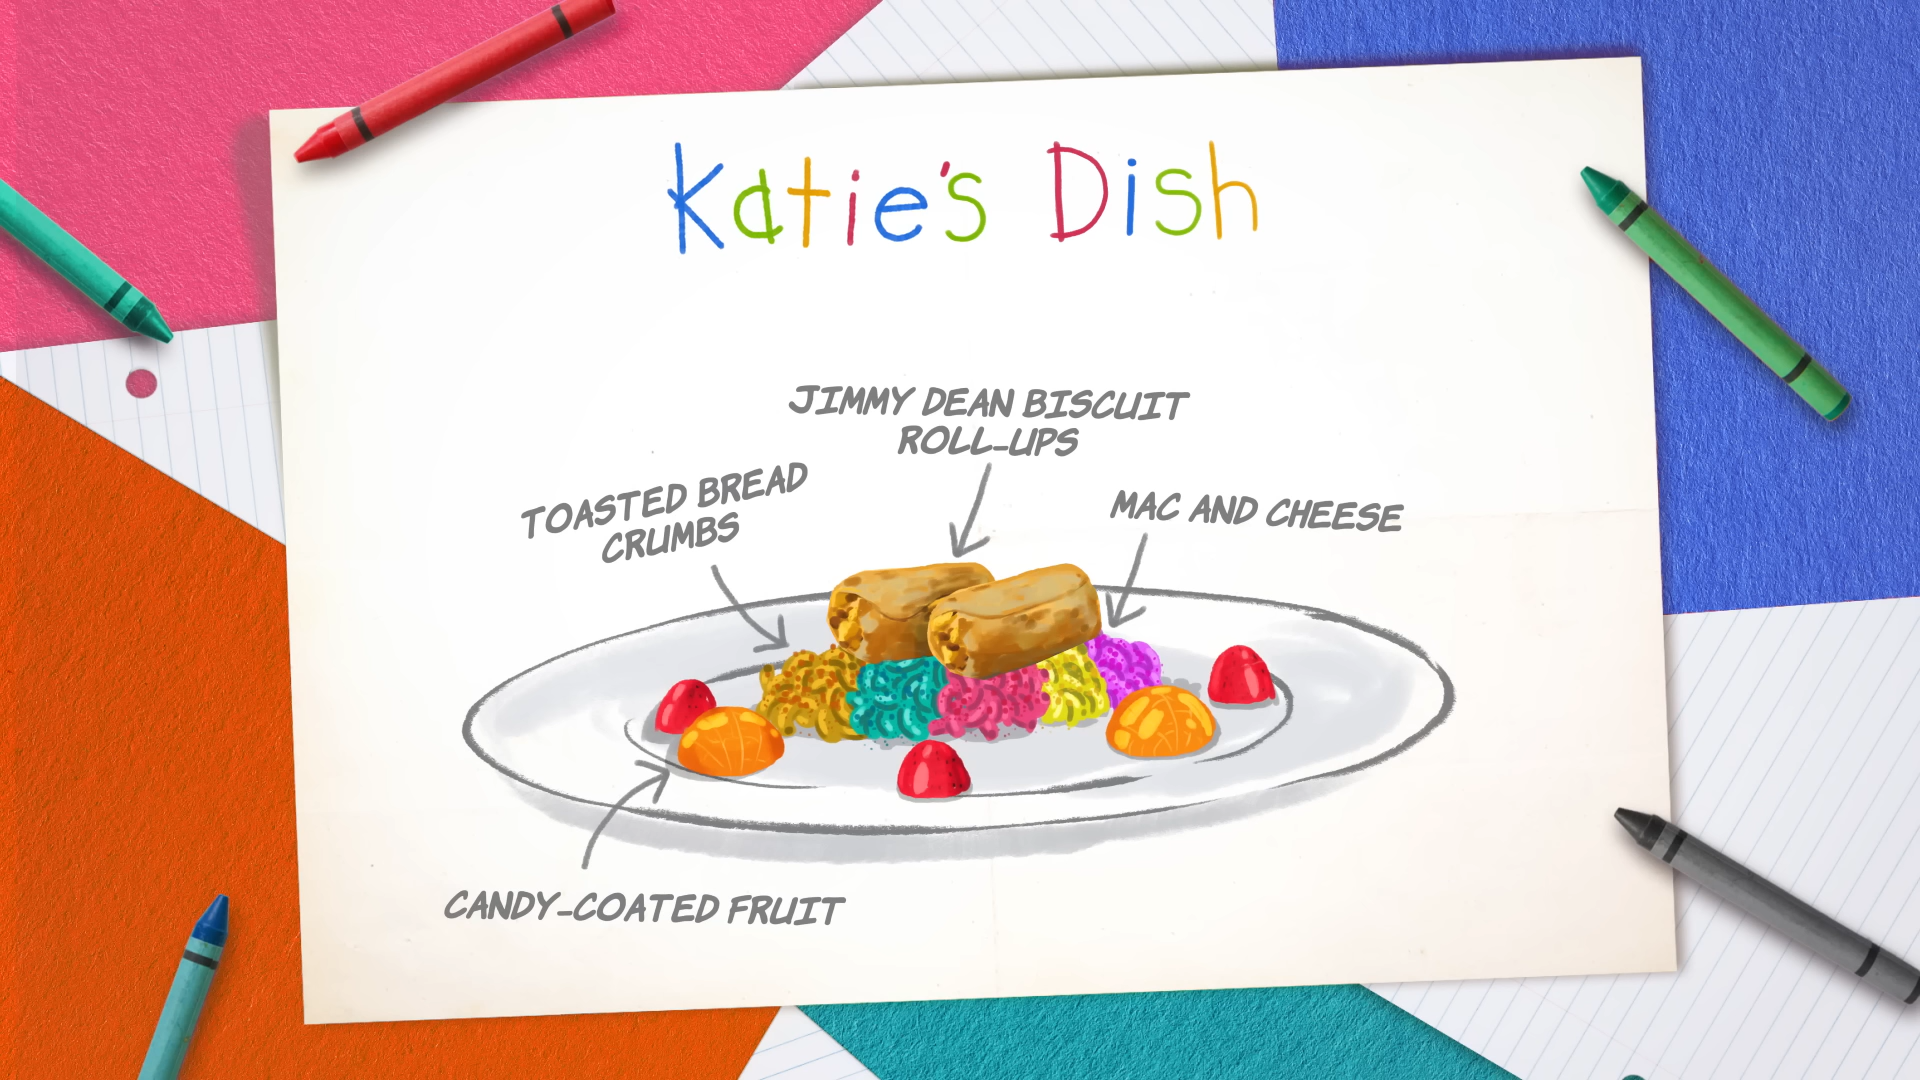 Katie's Dish
JIMMY DEAN BISCUIT
ROLL-UPS
TOASTED BREAD
CRUMBS
MAC AND CHEESE
CANDY-COATED FRUIT